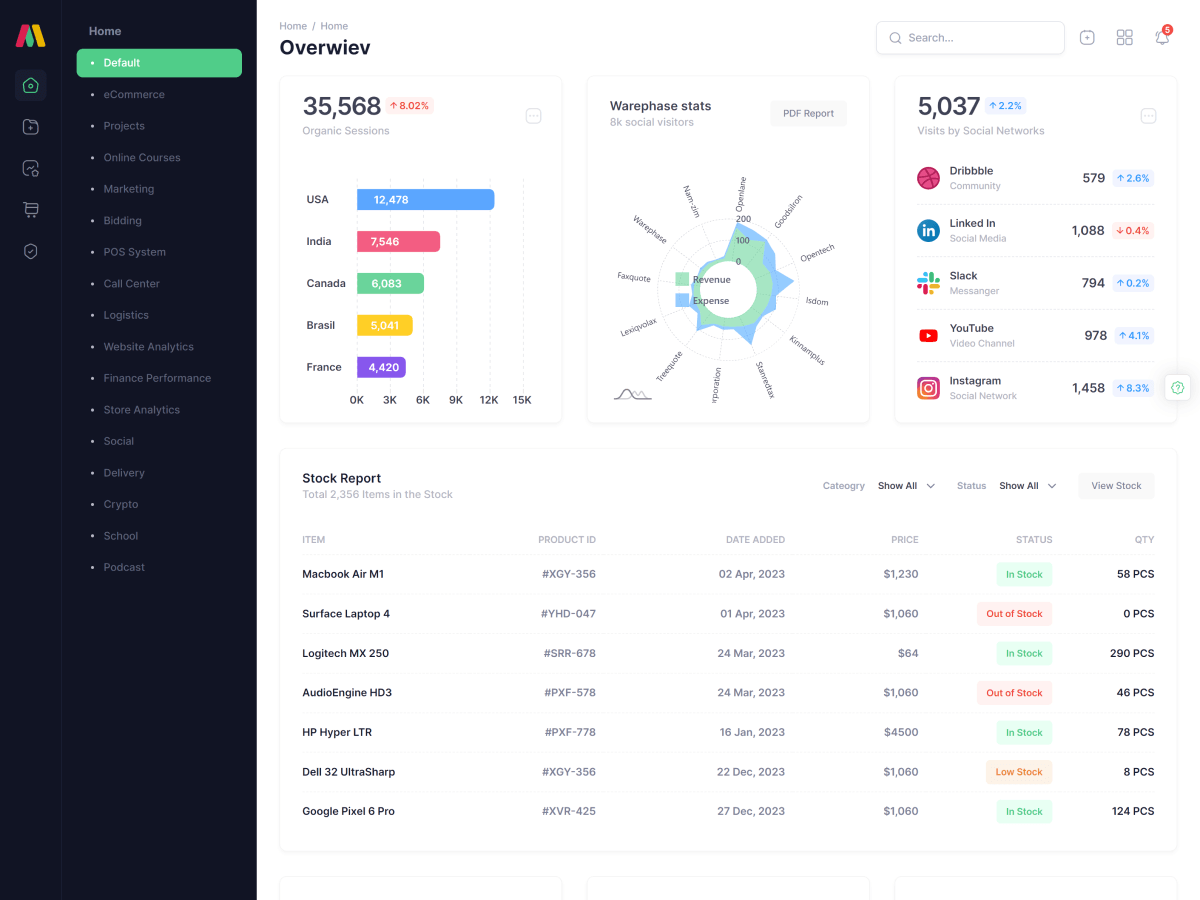 Home
Default
eCommerce
Projects
Online Courses
Marketing
Bidding
POS System
Call Center
Logistics
Website Analytics
Finance Performance
Store Analytics
Social
Delivery
Crypto
School
Podcast
Home / Home
Overwiev
Search...
5
35,568 8.02%
Organic Sessions
USA 12,478
India 7,546
Canada 6,083
Brasil 5,041
France 4,420
0K 3K 6K 9K 12K 15K
Warephase stats
8k social visitors
PDF Report
Openlane
Goodsilron
Opentech
Isdom
Kinnamplus
Stanredtax
rporation
Treequote
Lexiqvolax
Faxquote
Warephase
Nam-zim
200
100
0
Revenue
Expense
5,037 2.2%
Visits by Social Networks
Dribbble
Community
579 2.6%
Linked In
Social Media
1,088 0.4%
Slack
Messanger
794 0.2%
YouTube
Video Channel
978 4.1%
Instagram
Social Network
1,458 8.3%
Stock Report
Total 2,356 Items in the Stock
Cateogry Show All Status Show All View Stock
ITEM PRODUCT ID DATE ADDED PRICE STATUS QTY
Macbook Air M1 #XGY-356 02 Apr, 2023 $1,230 In Stock 58 PCS
Surface Laptop 4 #YHD-047 01 Apr, 2023 $1,060 Out of Stock 0 PCS
Logitech MX 250 #SRR-678 24 Mar, 2023 $64 In Stock 290 PCS
AudioEngine HD3 #PXF-578 24 Mar, 2023 $1,060 Out of Stock 46 PCS
HP Hyper LTR #PXF-778 16 Jan, 2023 $4500 In Stock 78 PCS
Dell 32 UltraSharp #XGY-356 22 Dec, 2023 $1,060 Low Stock 8 PCS
Google Pixel 6 Pro #XVR-425 27 Dec, 2023 $1,060 In Stock 124 PCS